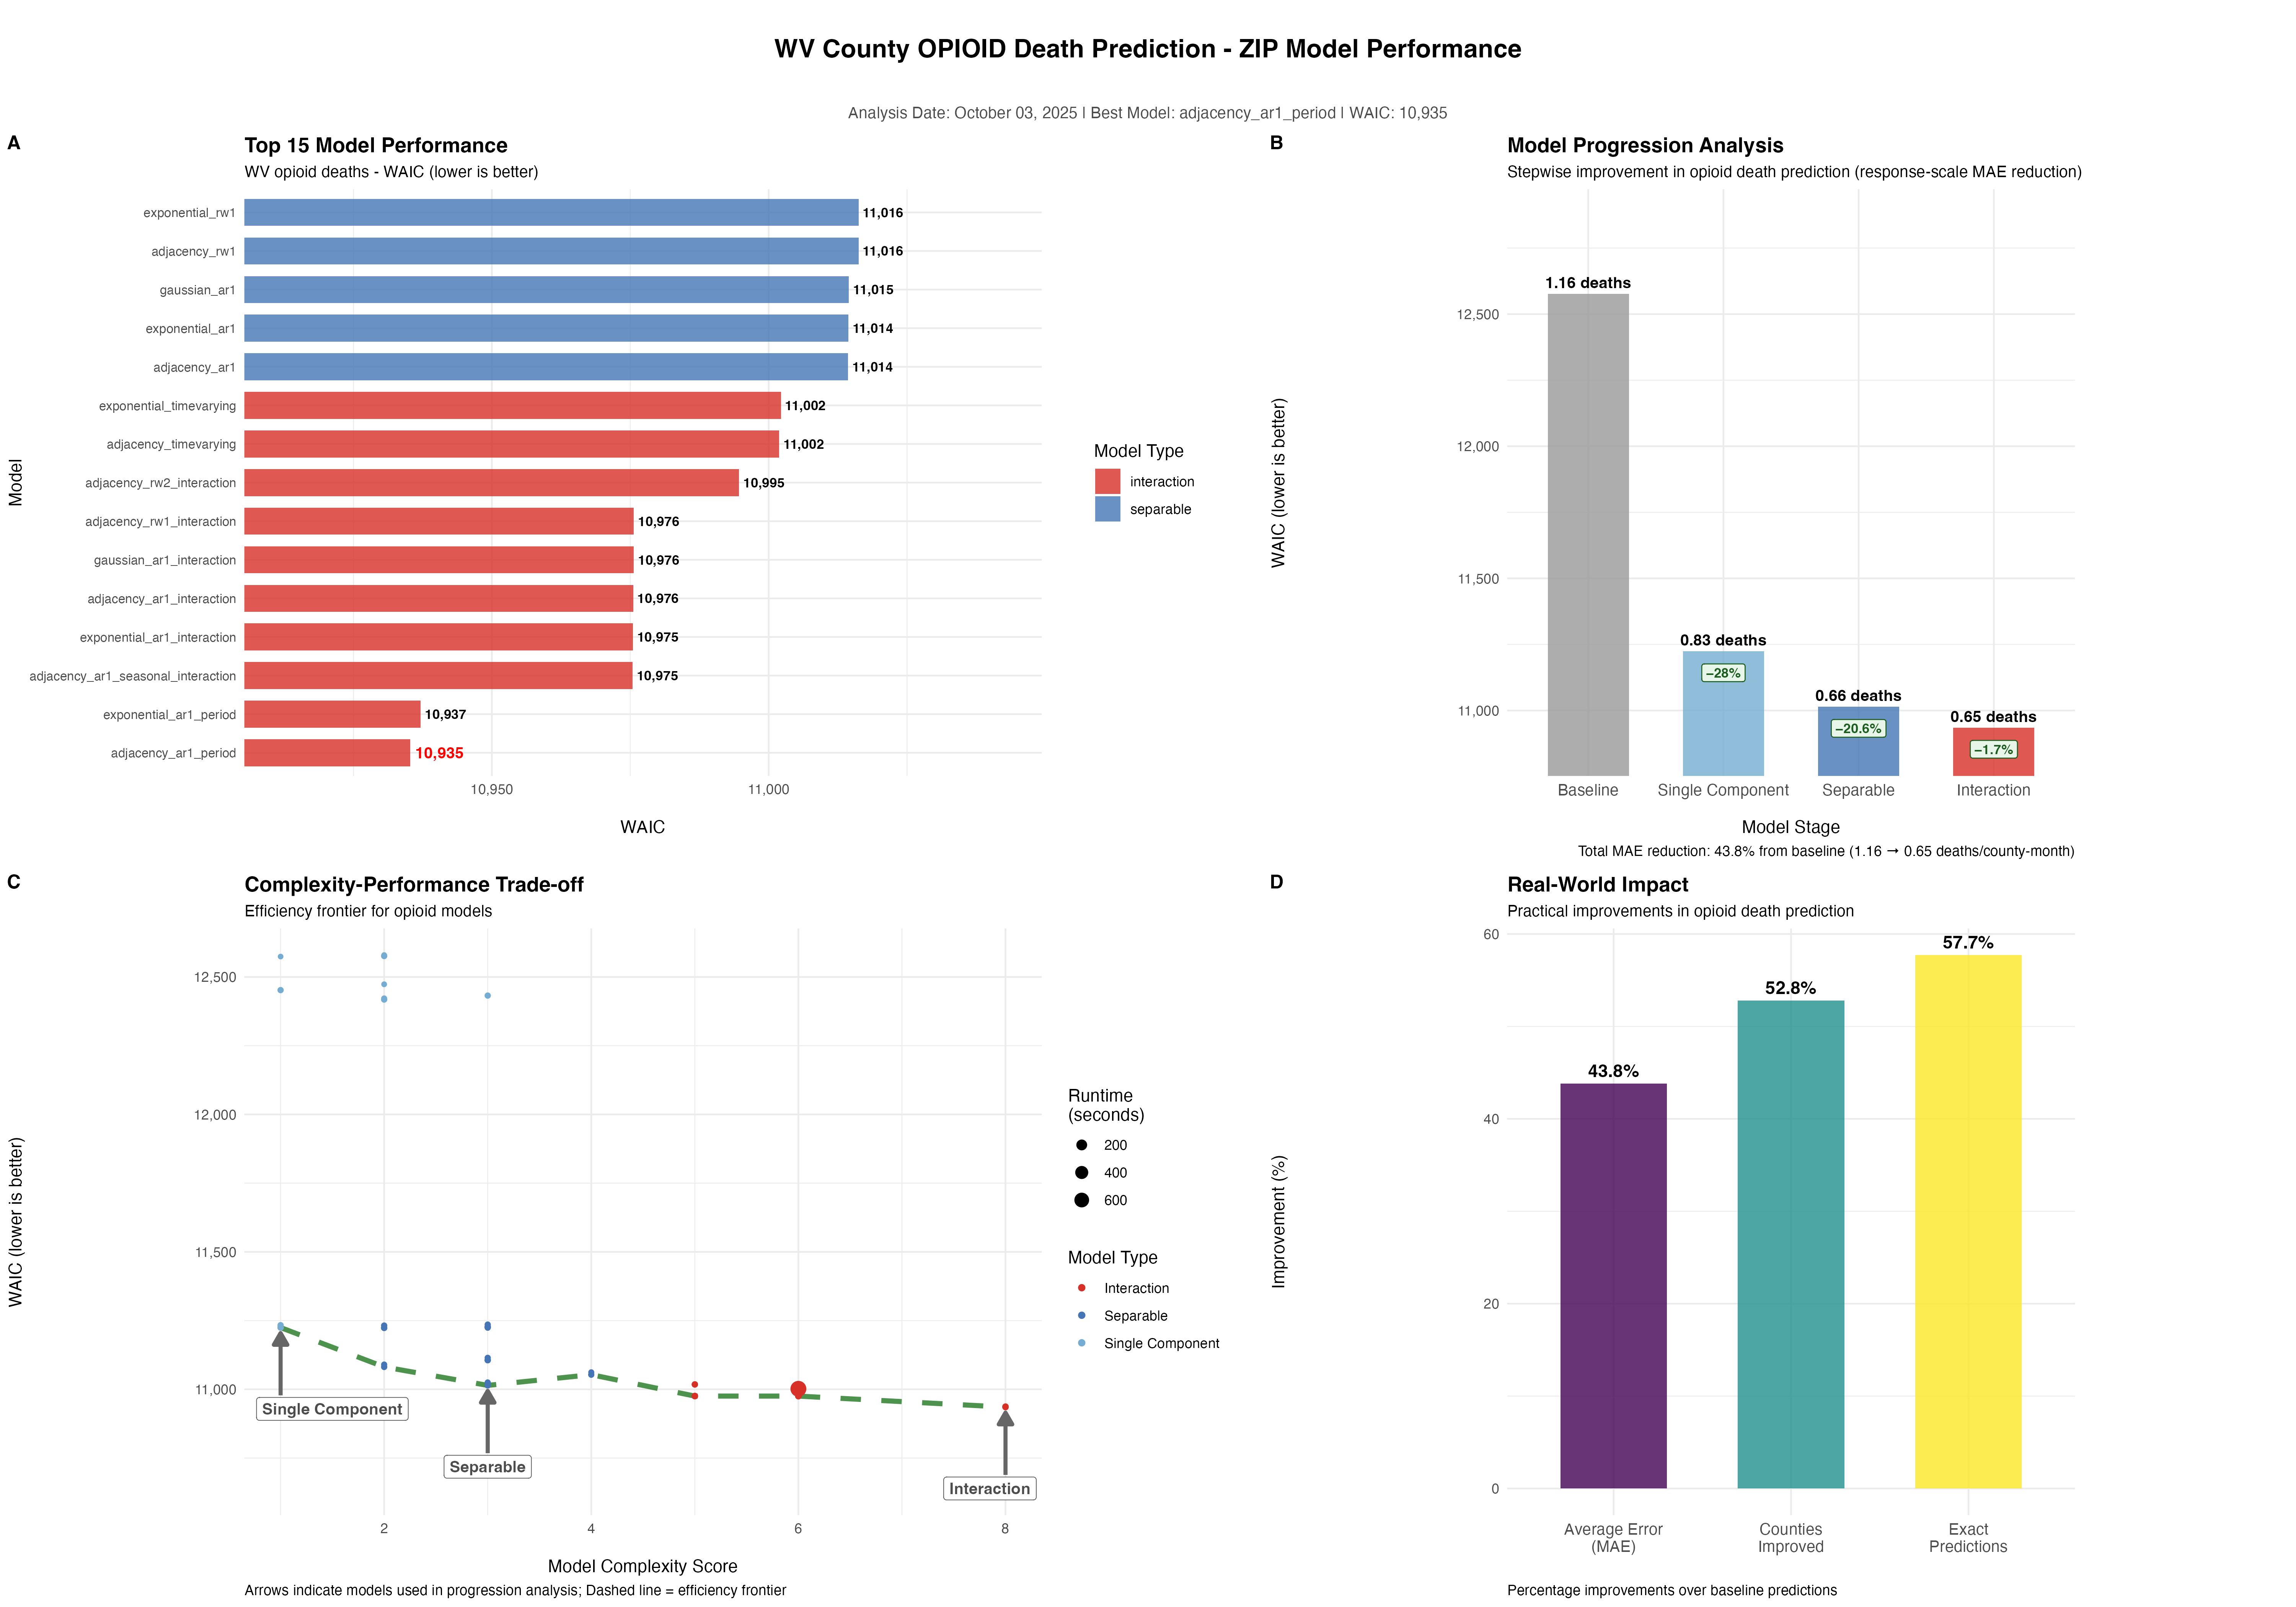 WV County OPIOID Death Prediction - ZIP Model Performance
Analysis Date: October 03, 2025 | Best Model: adjacency_ar1_period | WAIC: 10,935
A
Top 15 Model Performance
WV opioid deaths - WAIC (lower is better)
Model
exponential_rw1
11,016
adjacency_rw1
11,016
gaussian_ar1
11,015
exponential_ar1
11,014
adjacency_ar1
11,014
exponential_timevarying
11,002
adjacency_timevarying
11,002
adjacency_rw2_interaction
10,995
adjacency_rw1_interaction
10,976
gaussian_ar1_interaction
10,976
adjacency_ar1_interaction
10,976
exponential_ar1_interaction
10,975
adjacency_ar1_seasonal_interaction
10,975
exponential_ar1_period
10,937
adjacency_ar1_period
10,935
10,950
11,000
WAIC
Model Type
interaction
separable
B
Model Progression Analysis
Stepwise improvement in opioid death prediction (response-scale MAE reduction)
WAIC (lower is better)
12,500
12,000
11,500
11,000
1.16 deaths
0.83 deaths
−28%
0.66 deaths
−20.6%
0.65 deaths
−1.7%
Baseline
Single Component
Separable
Interaction
Model Stage
Total MAE reduction: 43.8% from baseline (1.16 → 0.65 deaths/county-month)
C
Complexity-Performance Trade-off
Efficiency frontier for opioid models
WAIC (lower is better)
12,500
12,000
11,500
11,000
Single Component
Separable
Interaction
2
4
6
8
Model Complexity Score
Arrows indicate models used in progression analysis; Dashed line = efficiency frontier
Runtime
(seconds)
200
400
600
Model Type
Interaction
Separable
Single Component
D
Real-World Impact
Practical improvements in opioid death prediction
Improvement (%)
60
40
20
0
43.8%
52.8%
57.7%
Average Error
(MAE)
Counties
Improved
Exact
Predictions
Percentage improvements over baseline predictions